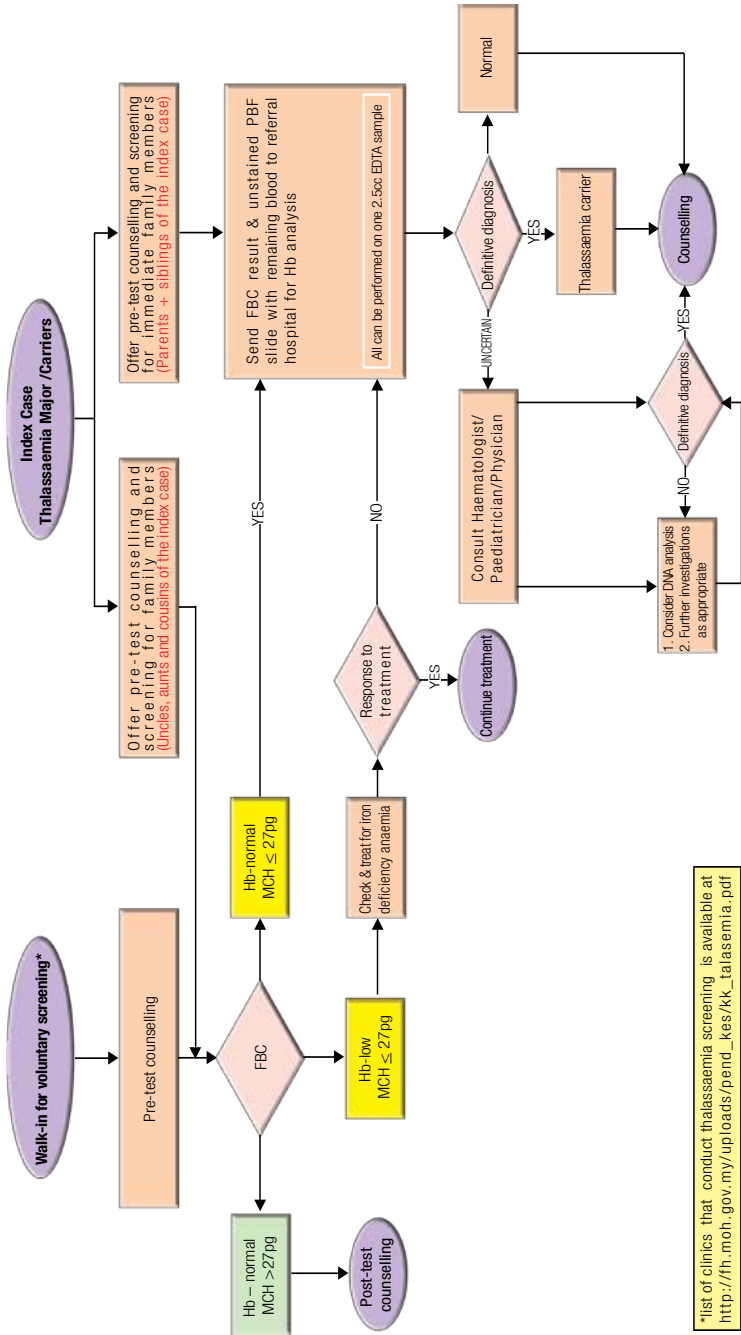 Walk-in for voluntary screening*
Index Case
Thalassaemia Major /Carriers
Pre-test counselling
Offer pre-test counselling and
screening for family members
(Uncles, aunts and cousins of the index case)
Offer pre-test counselling and screening
for immediate family members
(Parents + siblings of the index case)
FBC
Hb – normal
MCH >27pg
Post-test
counselling
Hb-normal
MCH ≤ 27pg
YES
Hb-low
MCH ≤ 27pg
Check & treat for iron
deficiency anaemia
Response to
treatment
YES
Continue treatment
NO
Send FBC result & unstained PBF
slide with remaining blood to referral
hospital for Hb analysis
All can be performed on one 2.5cc EDTA sample
Definitive diagnosis
UNCERTAIN
YES
Normal
Thalassaemia carrier
Consult Haematologist/
Paediatrician/Physician
1. Consider DNA analysis
2. Further investigations
as appropriate
NO
Definitive diagnosis
YES
Counselling
*list of clinics that conduct thalassaemia screening is available at
http://fh.moh.gov.my/uploads/pend_kes/kk_talasemia.pdf